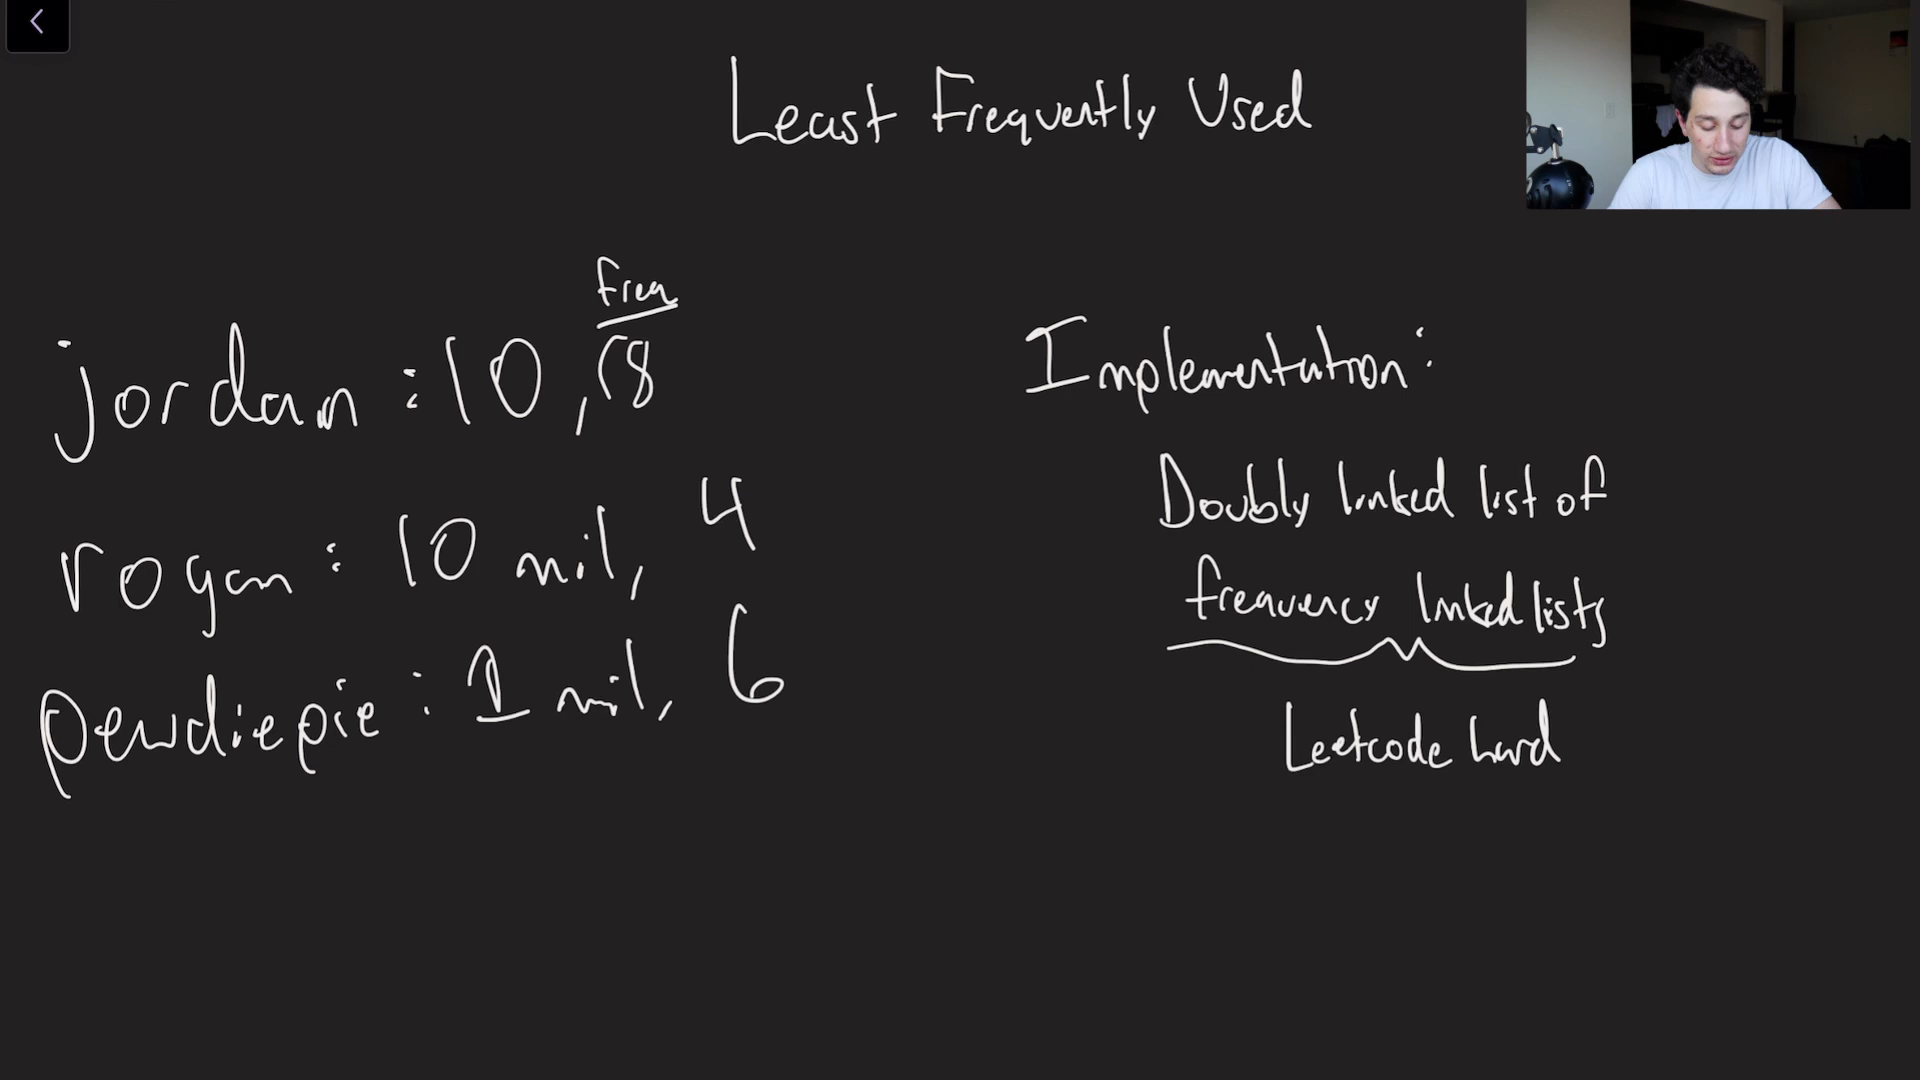 Least Frequently Used
freq
jordan : 10, 18
rogan : 10 mil, 4
pewdiepie : 1 mil, 6
Implementation:
Doubly linked list of
frequency linked lists
Leetcode hard